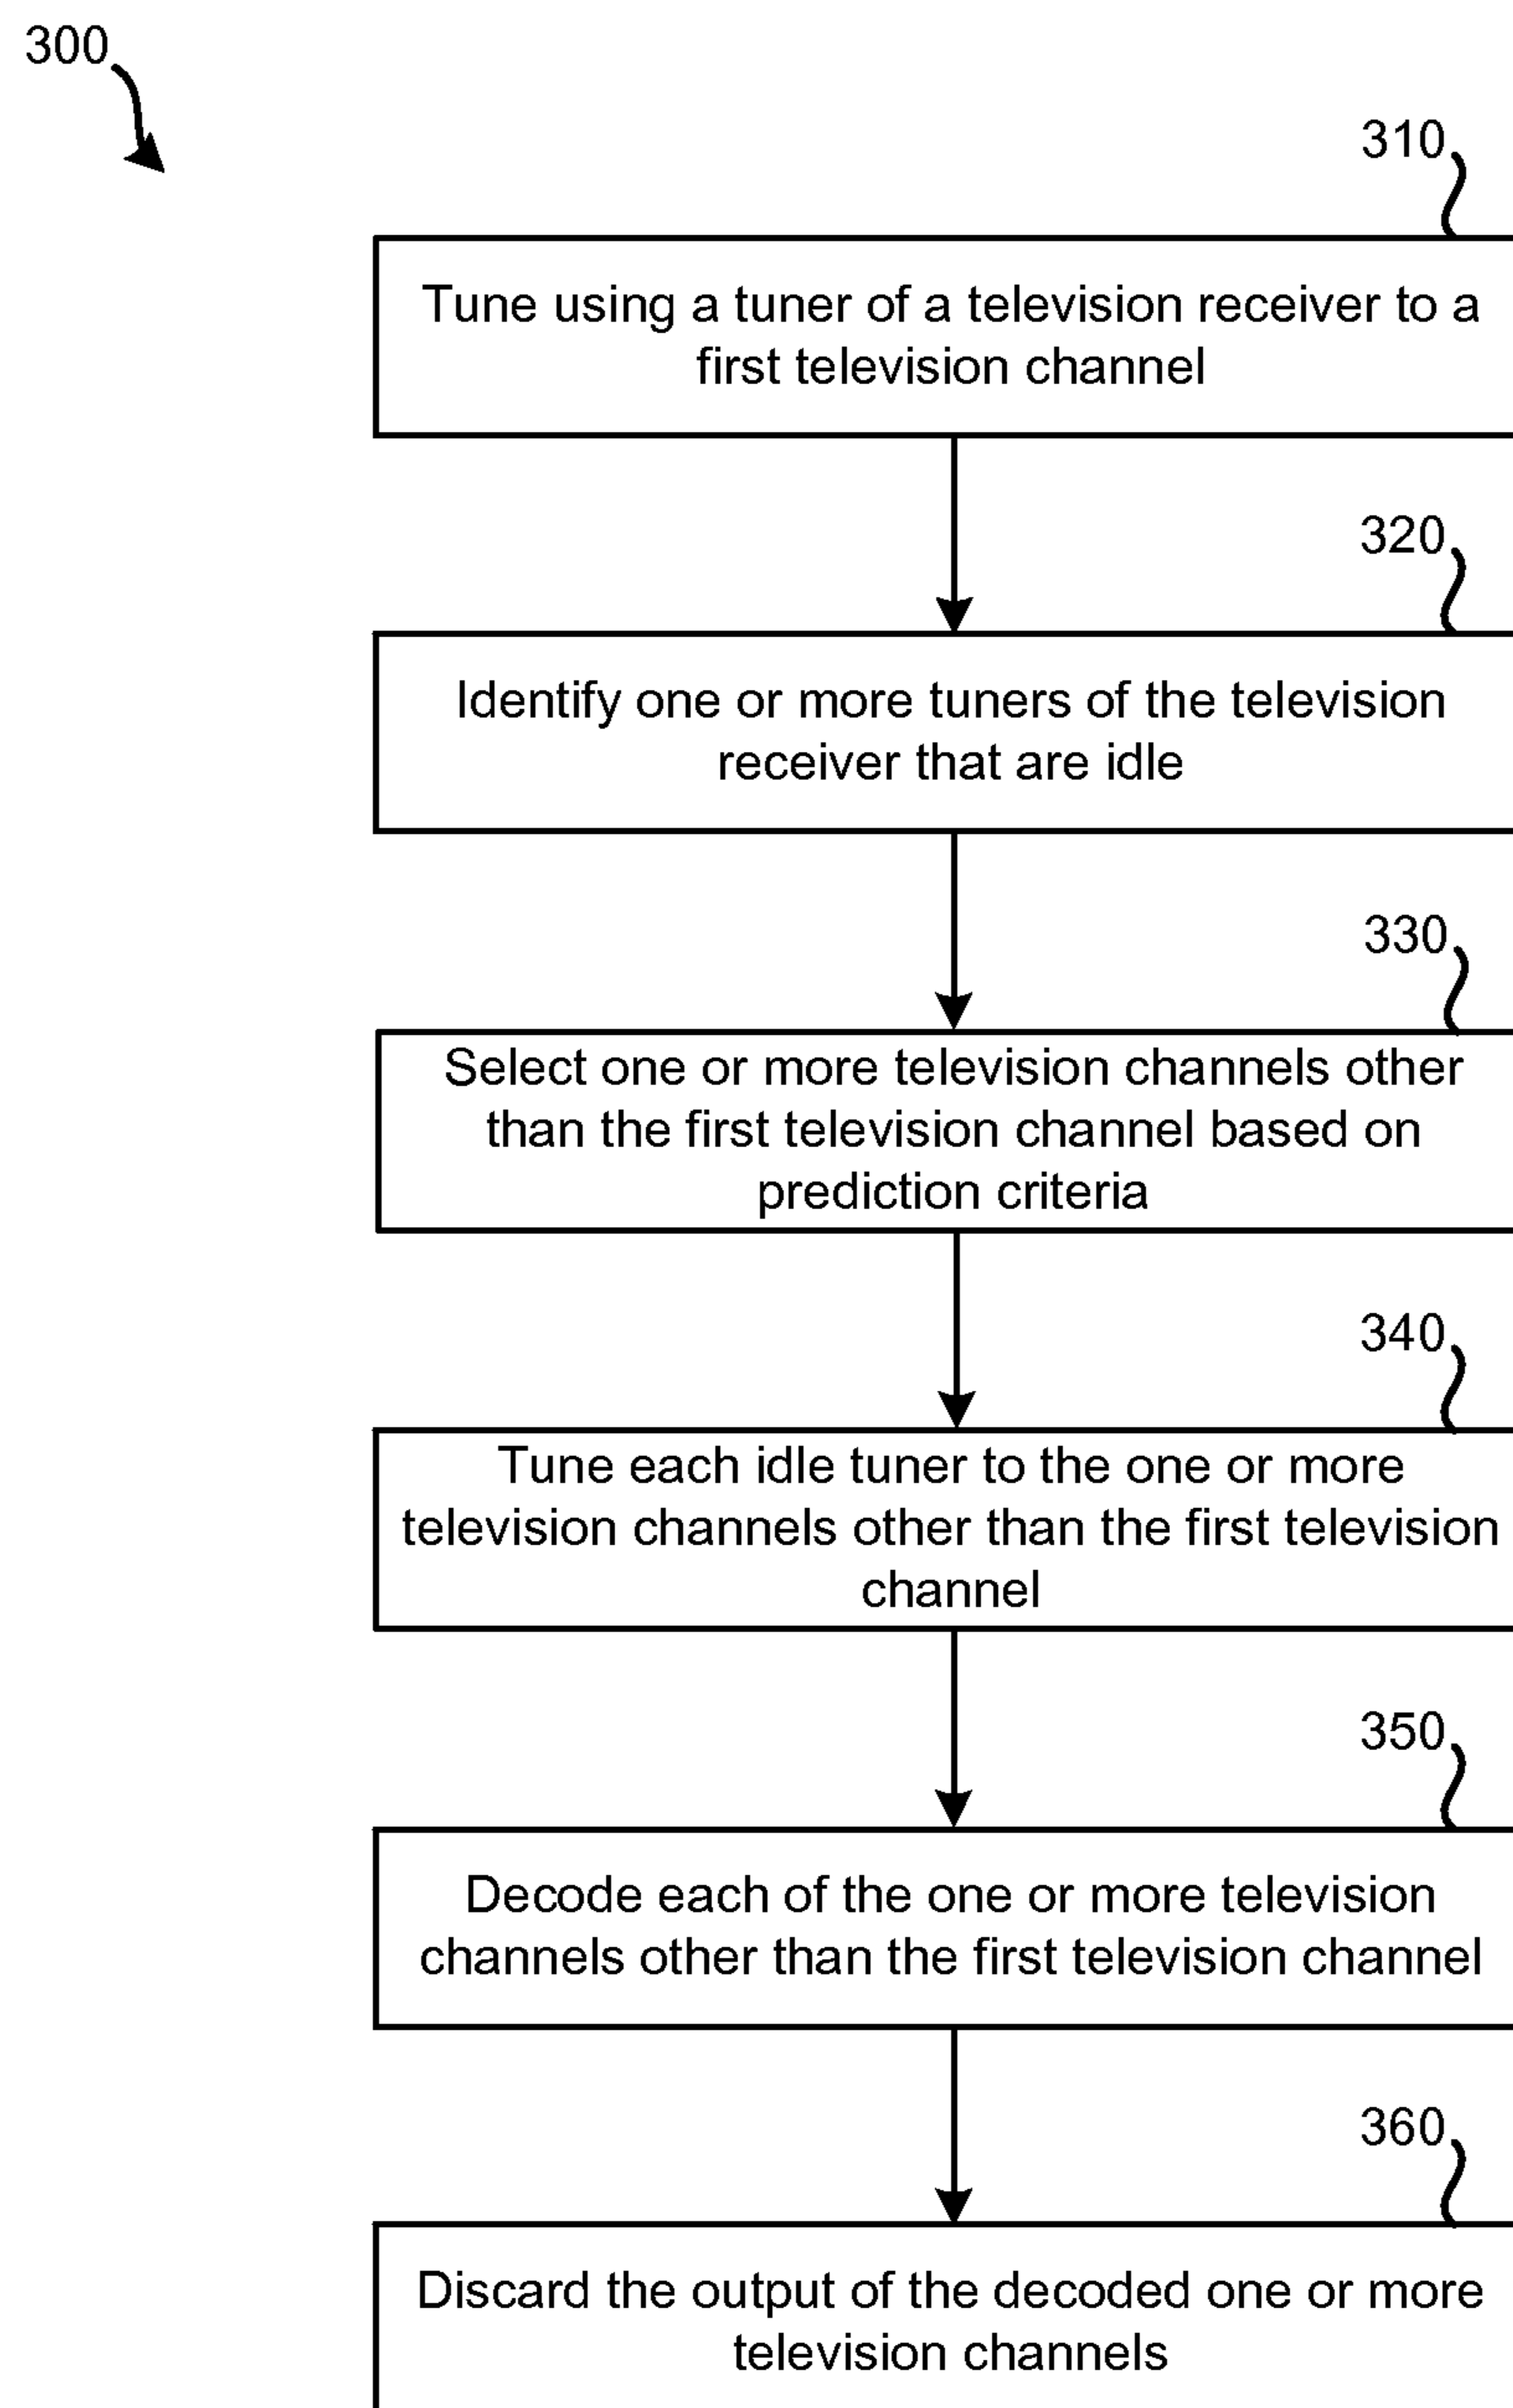 300
310
Tune using a tuner of a television receiver to a
first television channel
320
Identify one or more tuners of the television
receiver that are idle
330
Select one or more television channels other
than the first television channel based on
prediction criteria
340
Tune each idle tuner to the one or more
television channels other than the first television
channel
350
Decode each of the one or more television
channels other than the first television channel
360
Discard the output of the decoded one or more
television channels